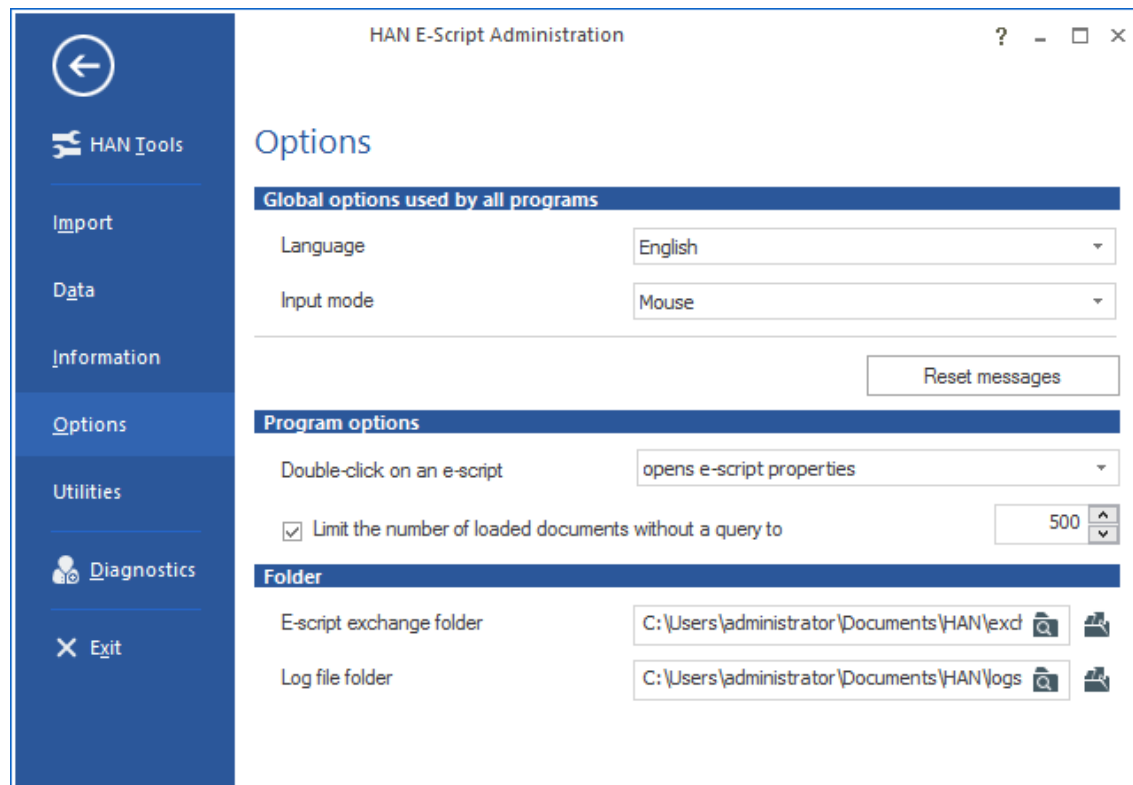 HAN E-Script Administration
?
HAN Tools
Import
Data
Information
Options
Utilities
Diagnostics
Exit
Options
Global options used by all programs
Language English
Input mode Mouse
Reset messages
Program options
Double-click on an e-script opens e-script properties
Limit the number of loaded documents without a query to 500
Folder
E-script exchange folder C:\Users\administrator\Documents\HAN\exch
Log file folder C:\Users\administrator\Documents\HAN\logs